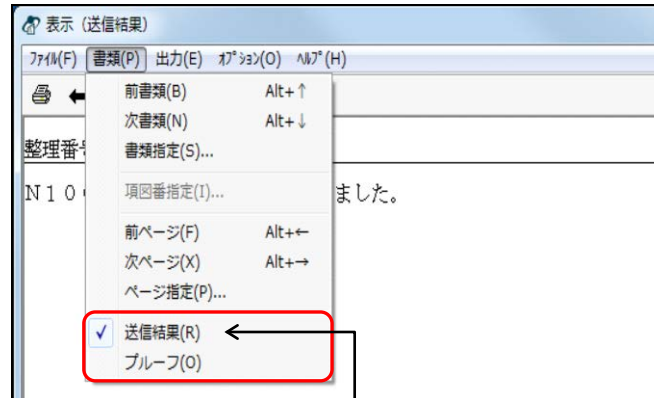 表示（送信結果）
ﾌｧｲﾙ(F) 書類(P) 出力(E) ｵﾌﾟｼｮﾝ(O) ﾍﾙﾌﾟ(H)
前書類(B) Alt+↑
次書類(N) Alt+↓
整理番号
書類指定(S)...
Ｎ１０
項図番指定(I)...
ました。
前ページ(F) Alt+←
次ページ(X) Alt+→
ページ指定(P)...
✓ 送信結果(R)
プルーフ(O)